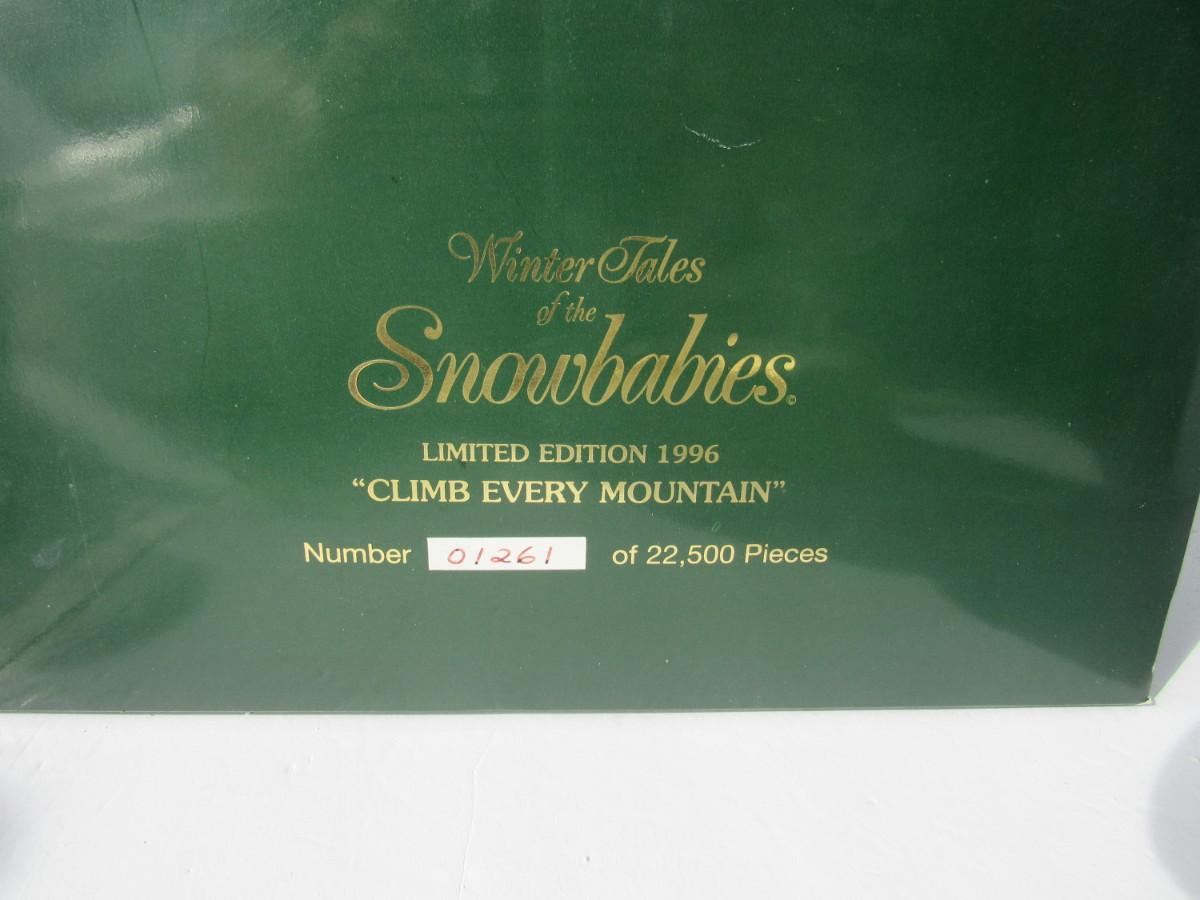 Winter Tales
of the
Snowbabies©
LIMITED EDITION 1996
“CLIMB EVERY MOUNTAIN”
Number 01261 of 22,500 Pieces